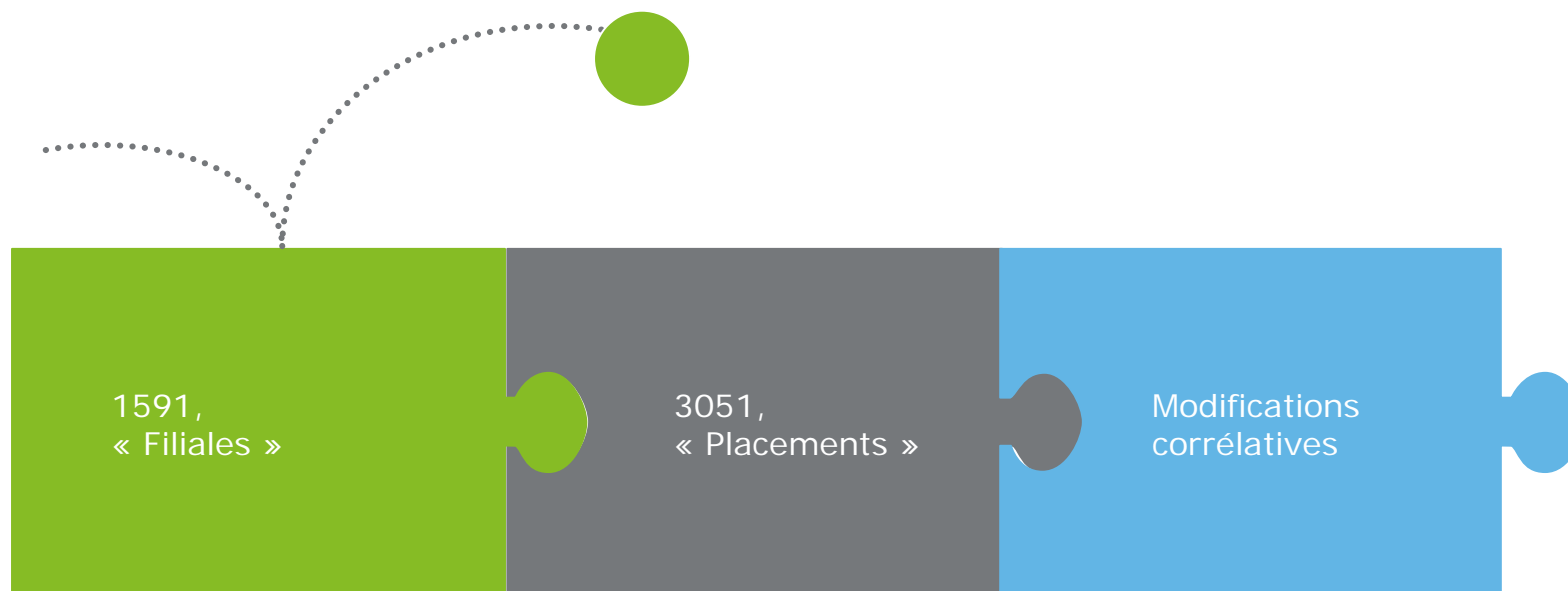 1591,
« Filiales »
3051,
« Placements »
Modifications
corrélatives